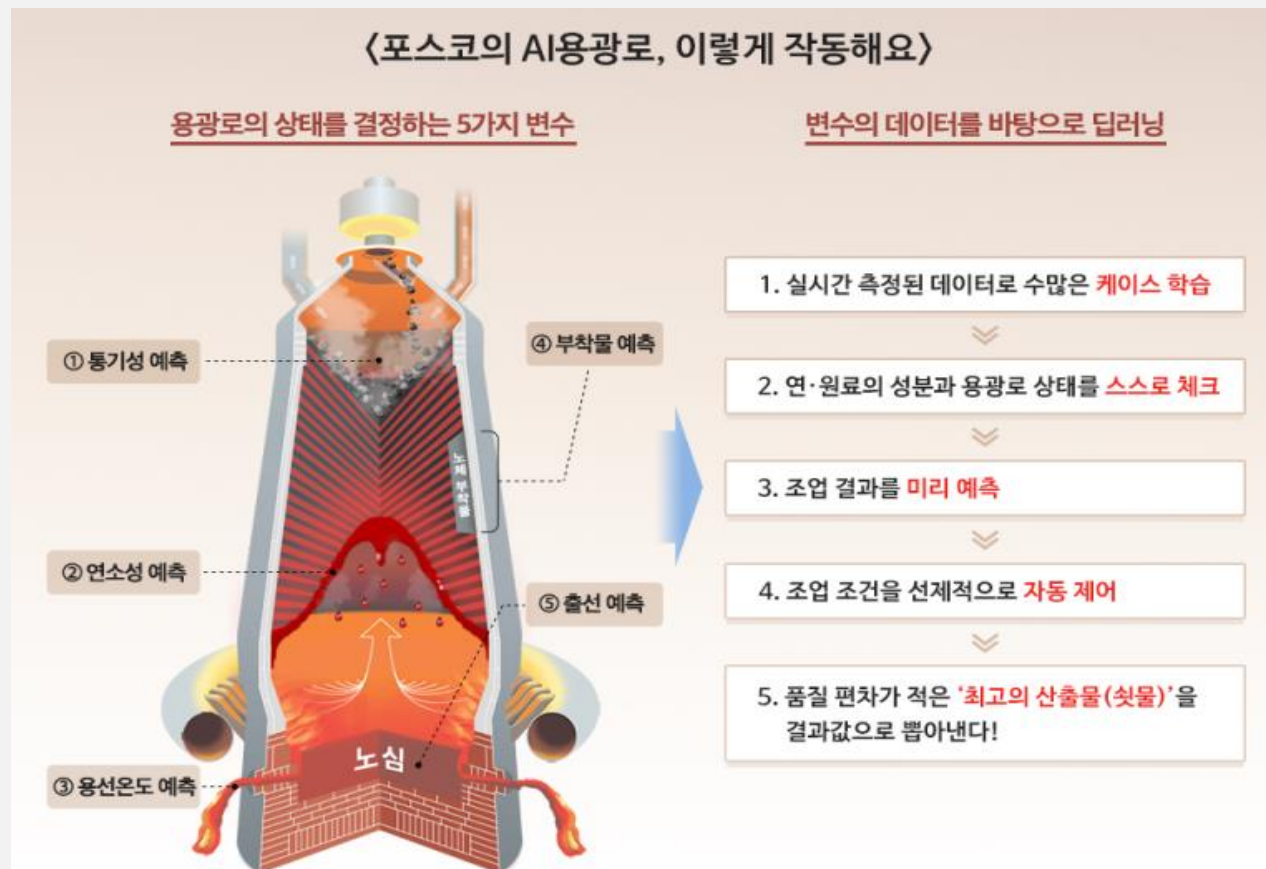 〈포스코의 AI용광로, 이렇게 작동해요〉
용광로의 상태를 결정하는 5가지 변수
① 통기성 예측
④ 부착물 예측
노체 부착물
② 연소성 예측
⑤ 출선 예측
노심
③ 용선온도 예측
변수의 데이터를 바탕으로 딥러닝
1. 실시간 측정된 데이터로 수많은 케이스 학습
2. 연·원료의 성분과 용광로 상태를 스스로 체크
3. 조업 결과를 미리 예측
4. 조업 조건을 선제적으로 자동 제어
5. 품질 편차가 적은 ‘최고의 산출물(쇳물)’을
결과값으로 뽑아낸다!